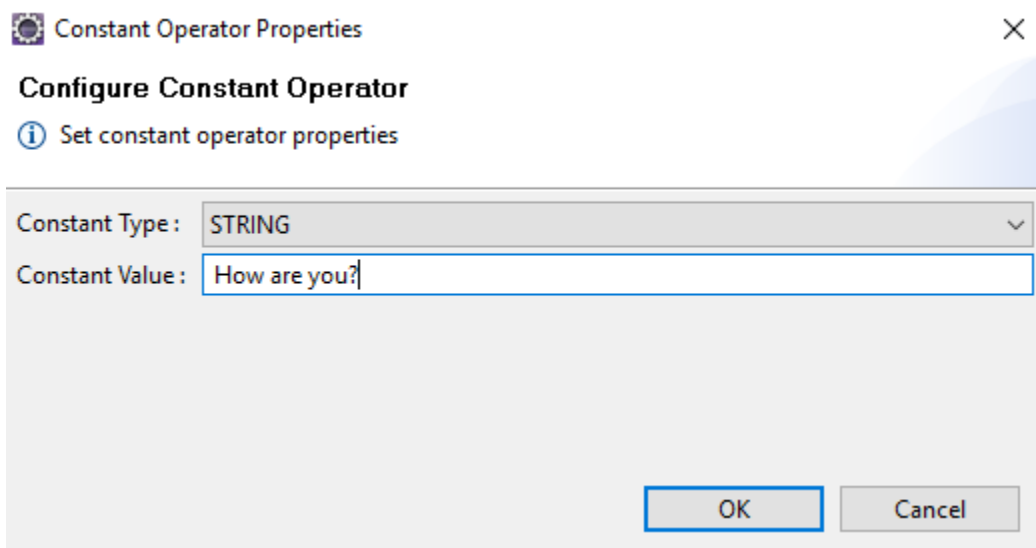 Constant Operator Properties
Configure Constant Operator
Set constant operator properties
Constant Type : STRING
Constant Value : How are you?
OK Cancel